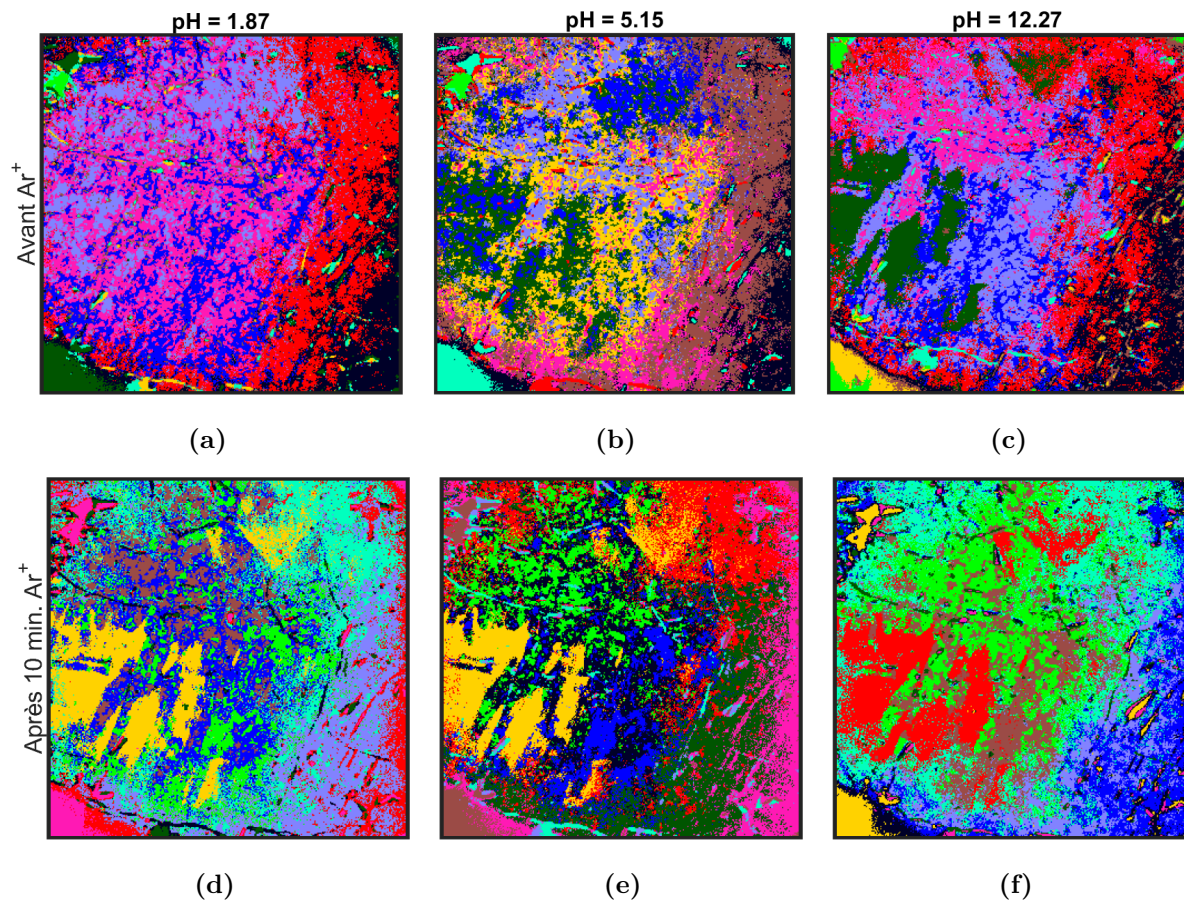 pH = 1.87
pH = 5.15
pH = 12.27
Avant Ar⁺
(a)
(b)
(c)
Après 10 min. Ar⁺
(d)
(e)
(f)